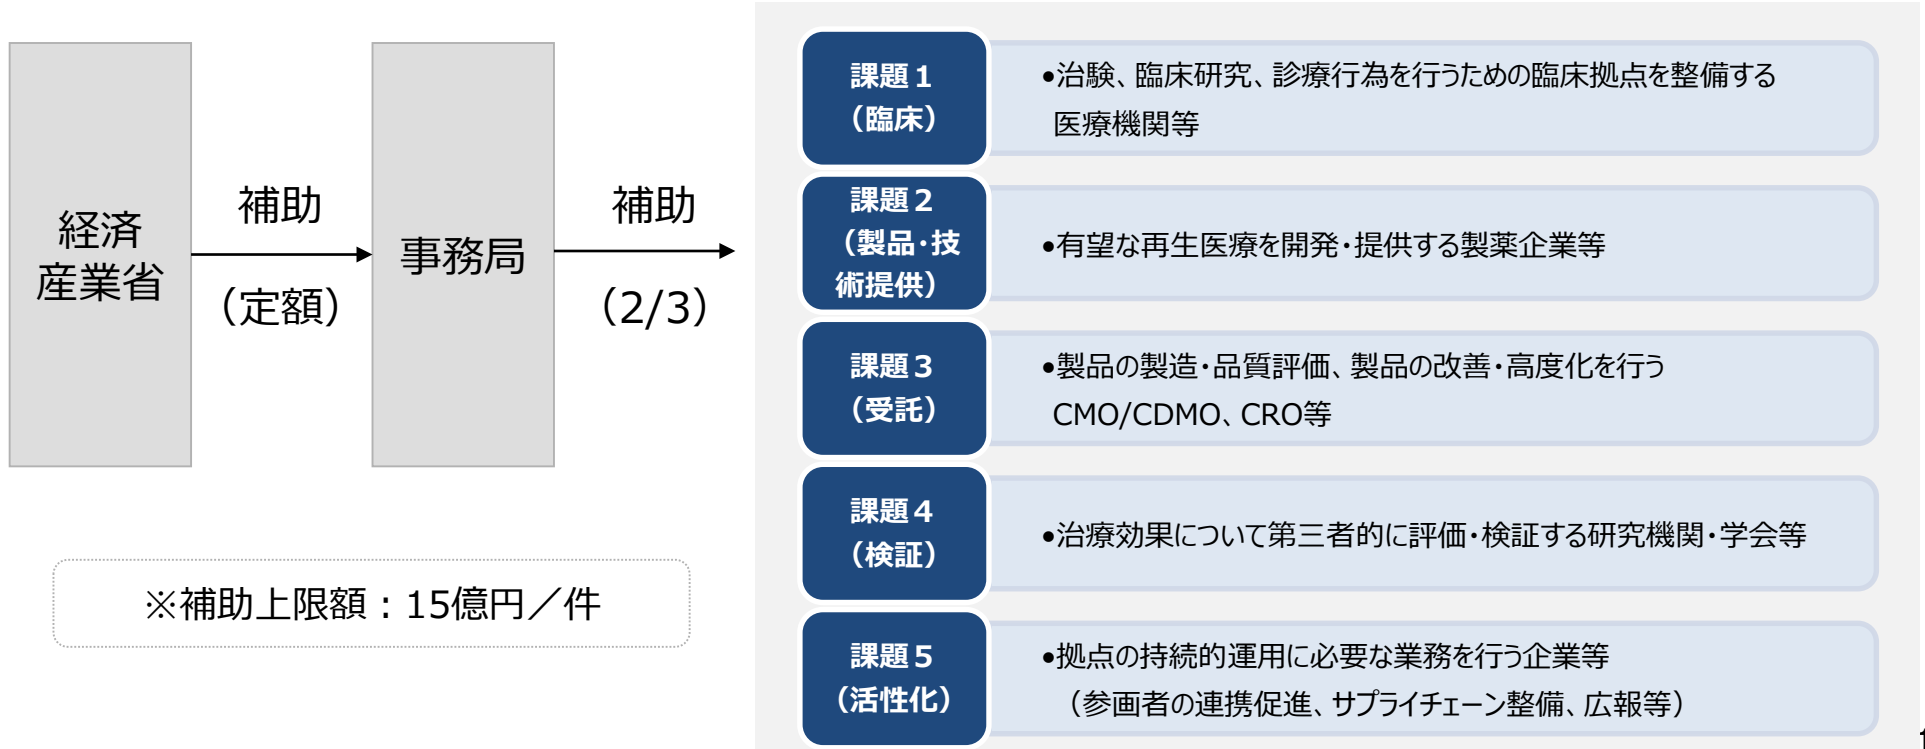 経済
産業省
補助
（定額）
事務局
補助
（2/3）
※補助上限額：15億円／件
課題１
（臨床）
•治験、臨床研究、診療行為を行うための臨床拠点を整備する
医療機関等
課題２
（製品・技
術提供）
•有望な再生医療を開発・提供する製薬企業等
課題３
（受託）
•製品の製造・品質評価、製品の改善・高度化を行う
CMO/CDMO、CRO等
課題４
（検証）
•治療効果について第三者的に評価・検証する研究機関・学会等
課題５
（活性化）
•拠点の持続的運用に必要な業務を行う企業等
（参画者の連携促進、サプライチェーン整備、広報等）